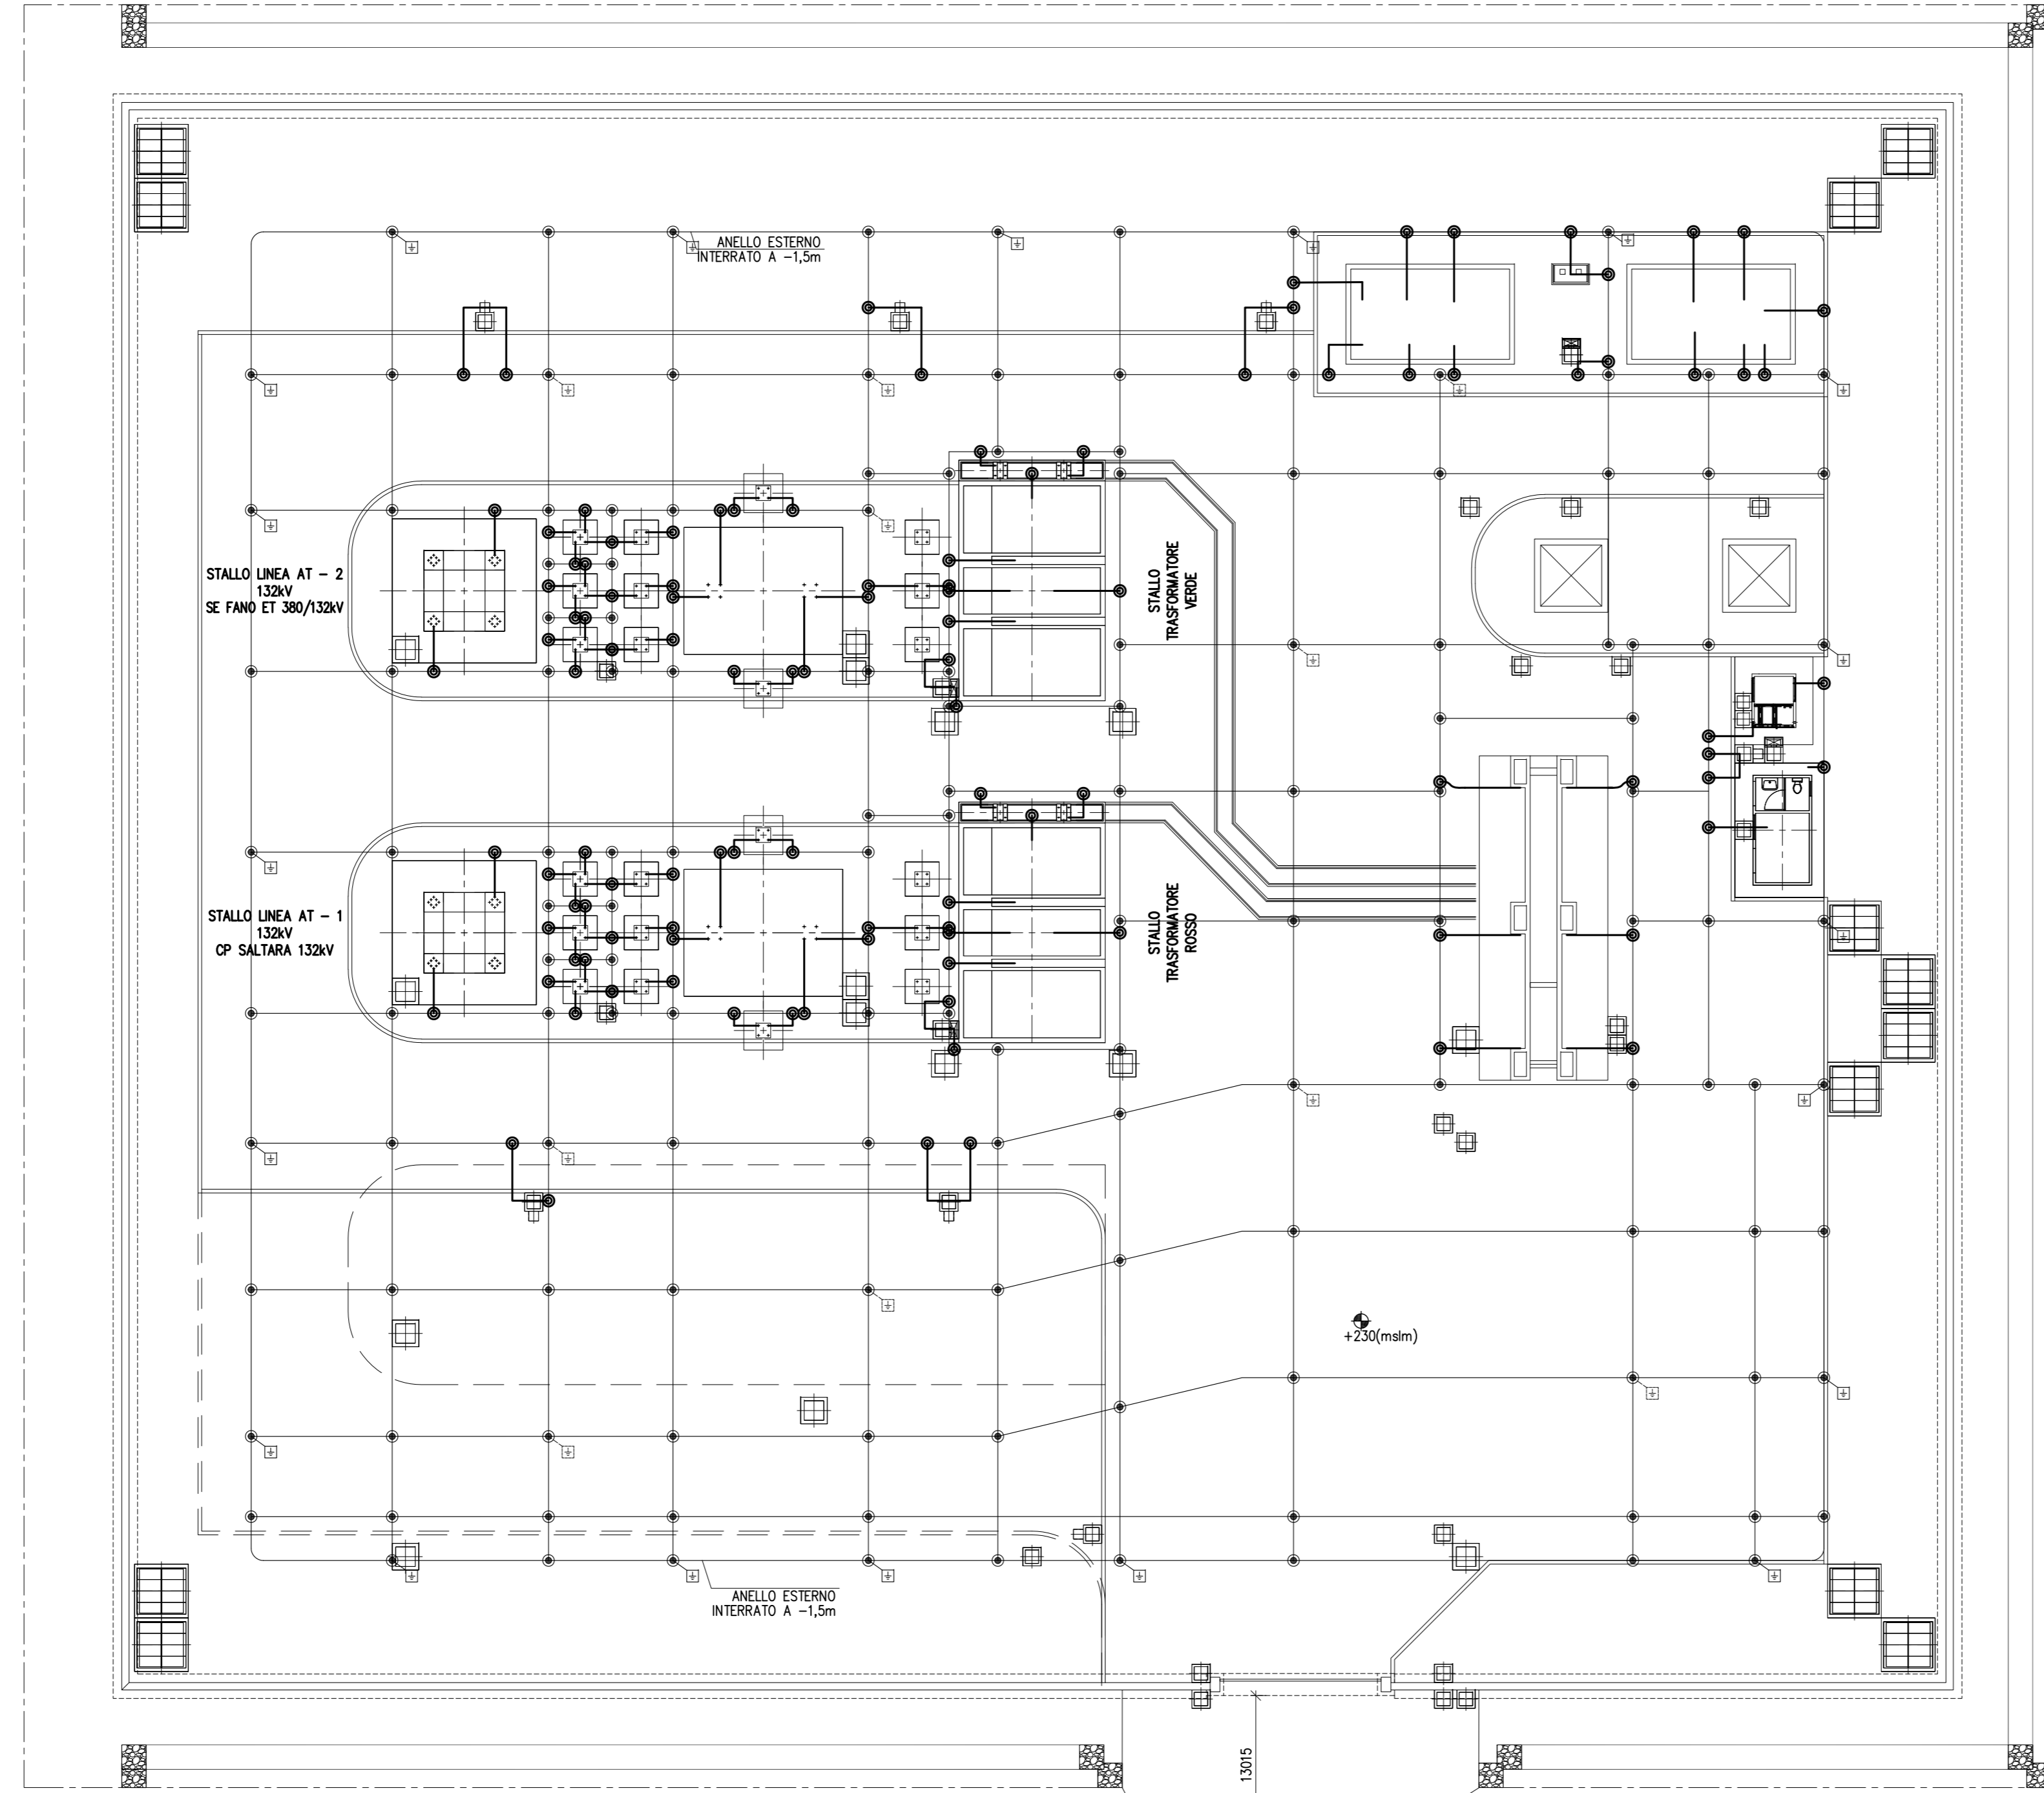 ANELLO ESTERNO
INTERRATO A -1,5m
STALLO LINEA AT - 2
132kV
SE FANO ET 380/132kV
STALLO
TRASFORMATORE
VERDE
STALLO LINEA AT - 1
132kV
CP SALTARA 132kV
STALLO
TRASFORMATORE
ROSSO
+230(mslm)
ANELLO ESTERNO
INTERRATO A -1,5m
13015